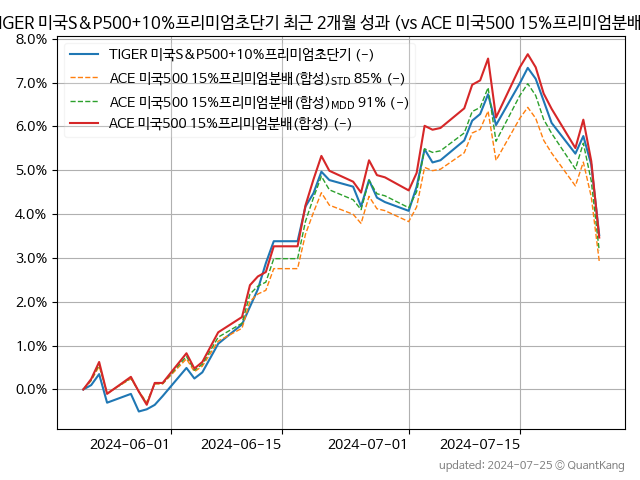 IGER 미국S&P500+10%프리미엄초단기 최근 2개월 성과 (vs ACE 미국500 15%프리미엄분배
8.0%
7.0%
6.0%
5.0%
4.0%
3.0%
2.0%
1.0%
0.0%
TIGER 미국S&P500+10%프리미엄초단기 (-)
ACE 미국500 15%프리미엄분배(합성)STD 85% (-)
ACE 미국500 15%프리미엄분배(합성)MDD 91% (-)
ACE 미국500 15%프리미엄분배(합성) (-)
2024-06-01 2024-06-15 2024-07-01 2024-07-15
updated: 2024-07-25 © QuantKang